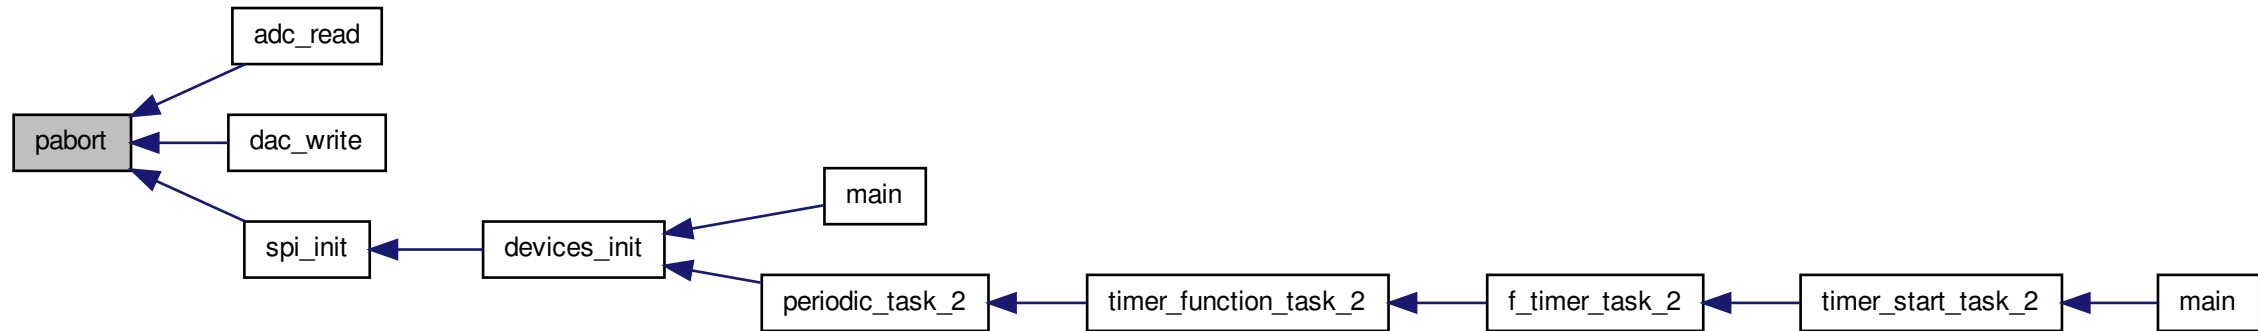 adc_read
pabort
dac_write
main
spi_init
devices_init
periodic_task_2
timer_function_task_2
f_timer_task_2
timer_start_task_2
main